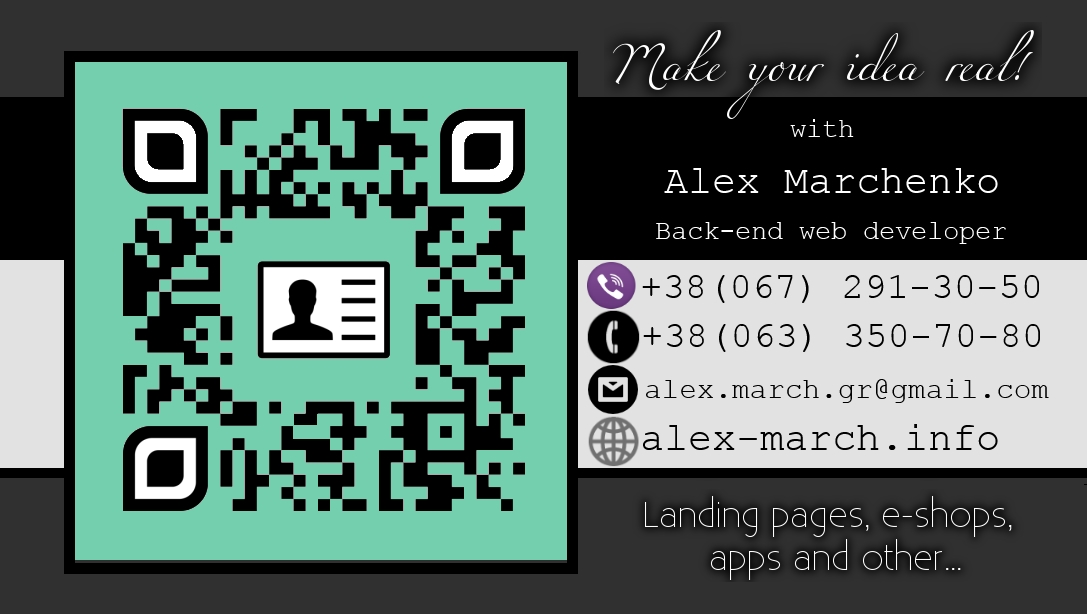 Make your idea real!
with
Alex Marchenko
Back-end web developer
+38(067) 291-30-50
+38(063) 350-70-80
alex.march.gr@gmail.com
alex-march.info
Landing pages, e-shops,
apps and other...